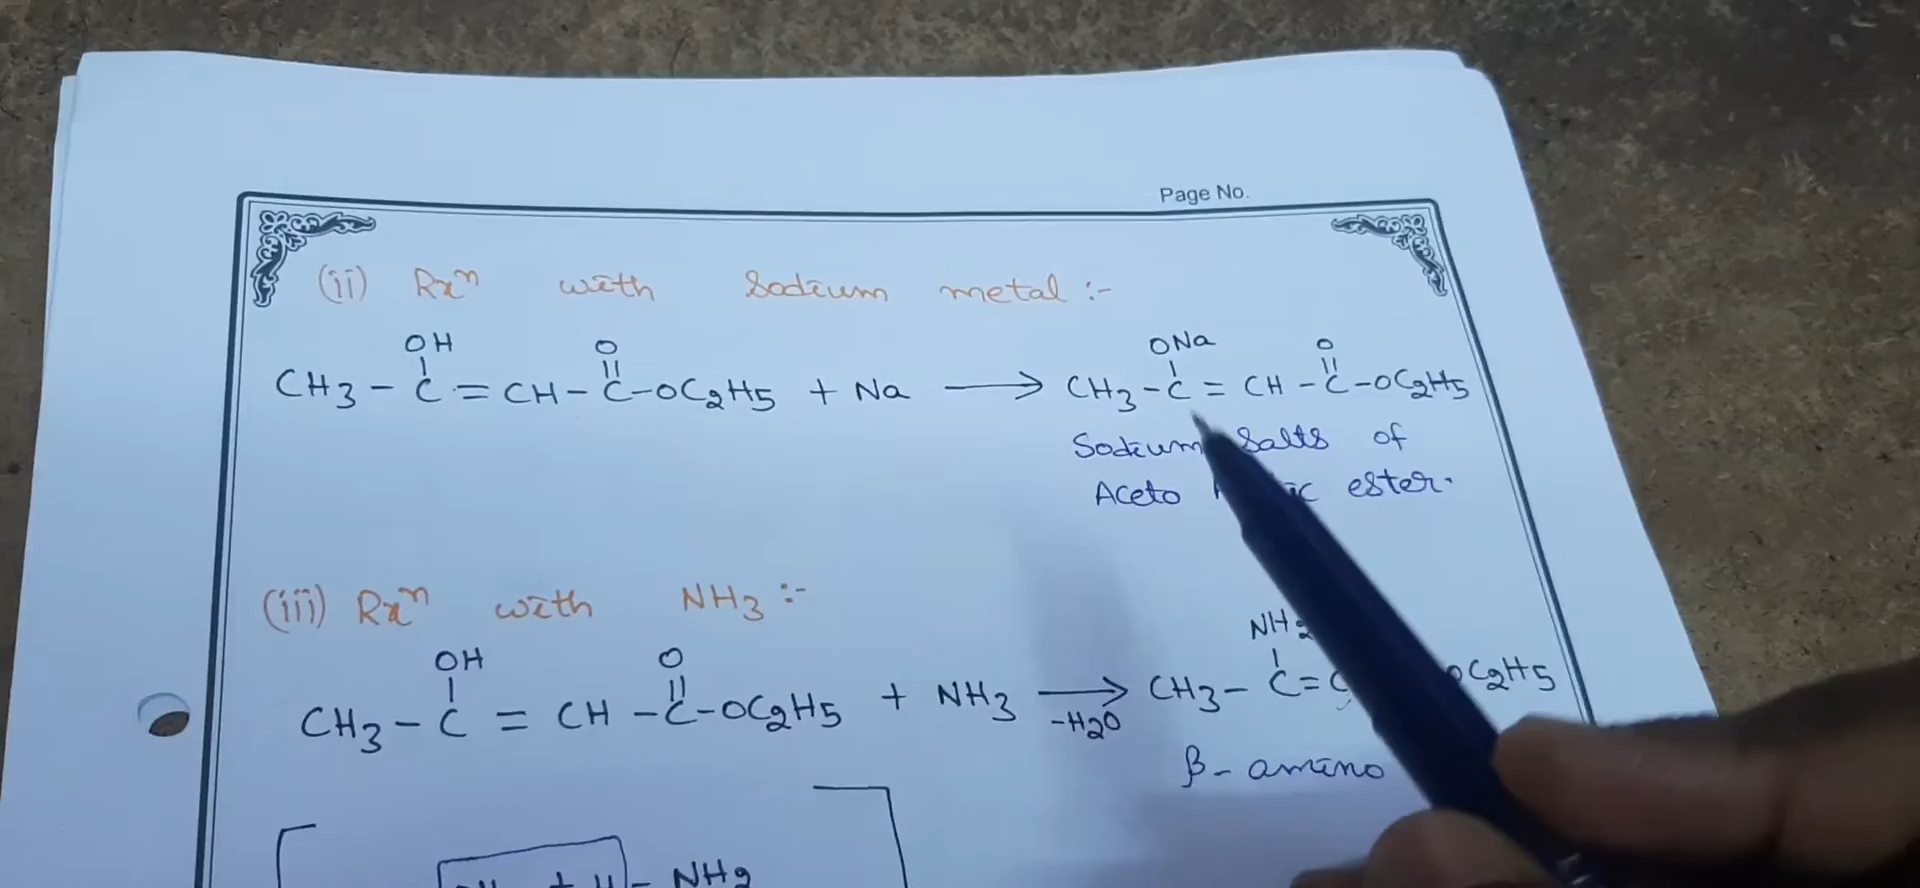 Page No.
(ii) Rxⁿ with Sodium metal :-
OH O ONa O
CH3 - C = CH - C - OC2H5 + Na ⟶ CH3 - C = CH - C - OC2H5
Sodium Salts of
Aceto ester.
(iii) Rxⁿ with NH3 :-
OH O NH2
CH3 - C = CH - C - OC2H5 + NH3 ⟶ CH3 - C = C OC2H5
-H2O
β - amino
H - NH2